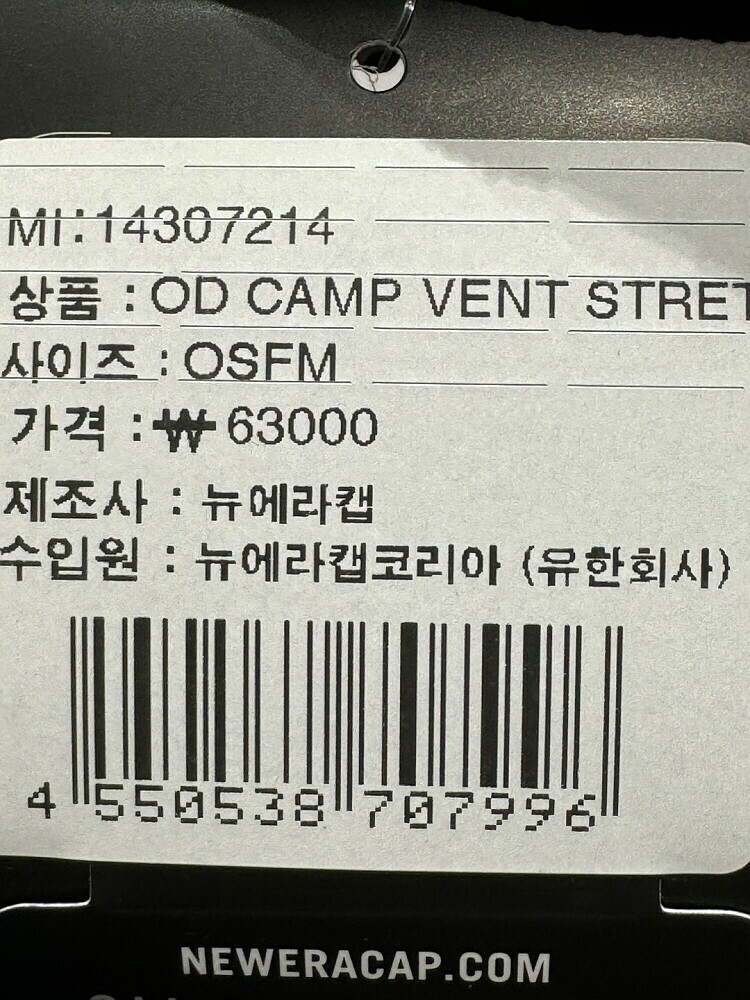 MI:14307214
상품 : OD CAMP VENT STRET
사이즈 : OSFM
가격 : ₩ 63000
제조사 : 뉴에라캡
수입원 : 뉴에라캡코리아 (유한회사)
4 550538 707996
NEWERACAP.COM